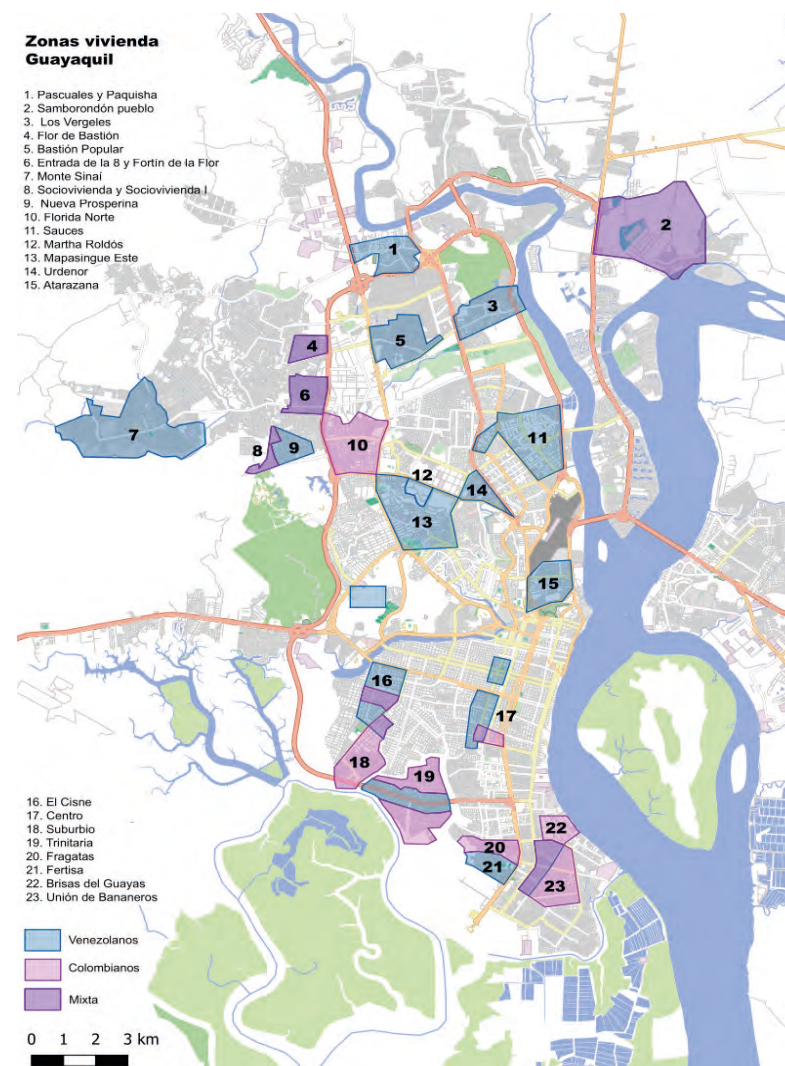 Zonas vivienda
Guayaquil
1. Pascuales y Paquisha
2. Samborondón pueblo
3. Los Vergeles
4. Flor de Bastión
5. Bastión Popular
6. Entrada de la 8 y Fortín de la Flor
7. Monte Sinaí
8. Sociovivienda y Sociovivienda I
9. Nueva Prosperina
10. Florida Norte
11. Sauces
12. Martha Roldós
13. Mapasingue Este
14. Urdenor
15. Atarazana
2
1
3
5
4
6
7
8
9
10
11
12
14
13
15
16
17
18
19
22
20
21
23
16. El Cisne
17. Centro
18. Suburbio
19. Trinitaria
20. Fragatas
21. Fertisa
22. Brisas del Guayas
23. Unión de Bananeros
Venezolanos
Colombianos
Mixta
0 1 2 3 km